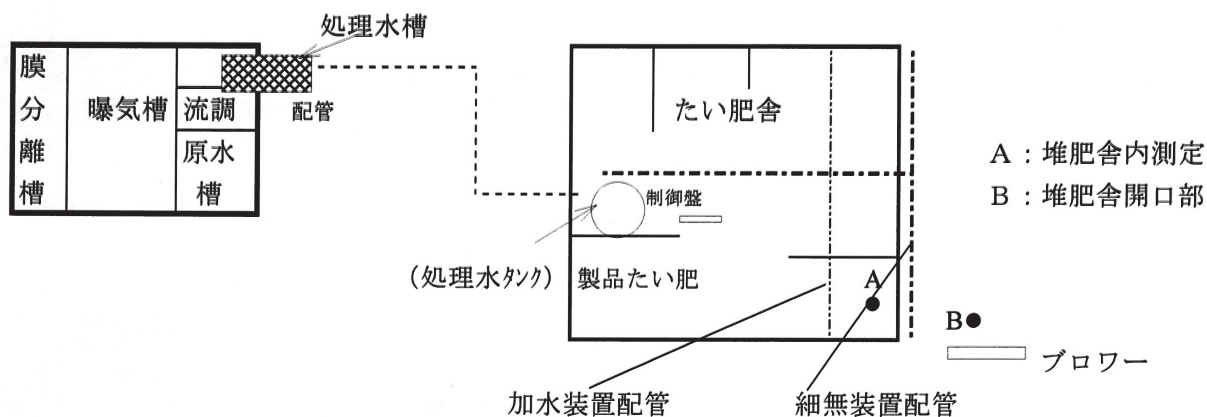 処理水槽
膜分離槽
曝気槽
流調
原水槽
配管
たい肥舎
制御盤
(処理水タンク)
製品たい肥
A
B
A：堆肥舎内測定
B：堆肥舎開口部
ブロワー
加水装置配管
細無装置配管